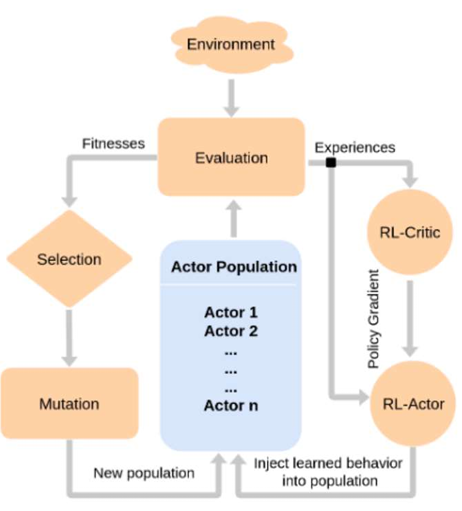 Environment
Fitnesses
Evaluation
Experiences
Selection
RL-Critic
Actor Population
Actor 1
Actor 2
...
...
...
Actor n
Policy Gradient
Mutation
RL-Actor
New population
Inject learned behavior
into population